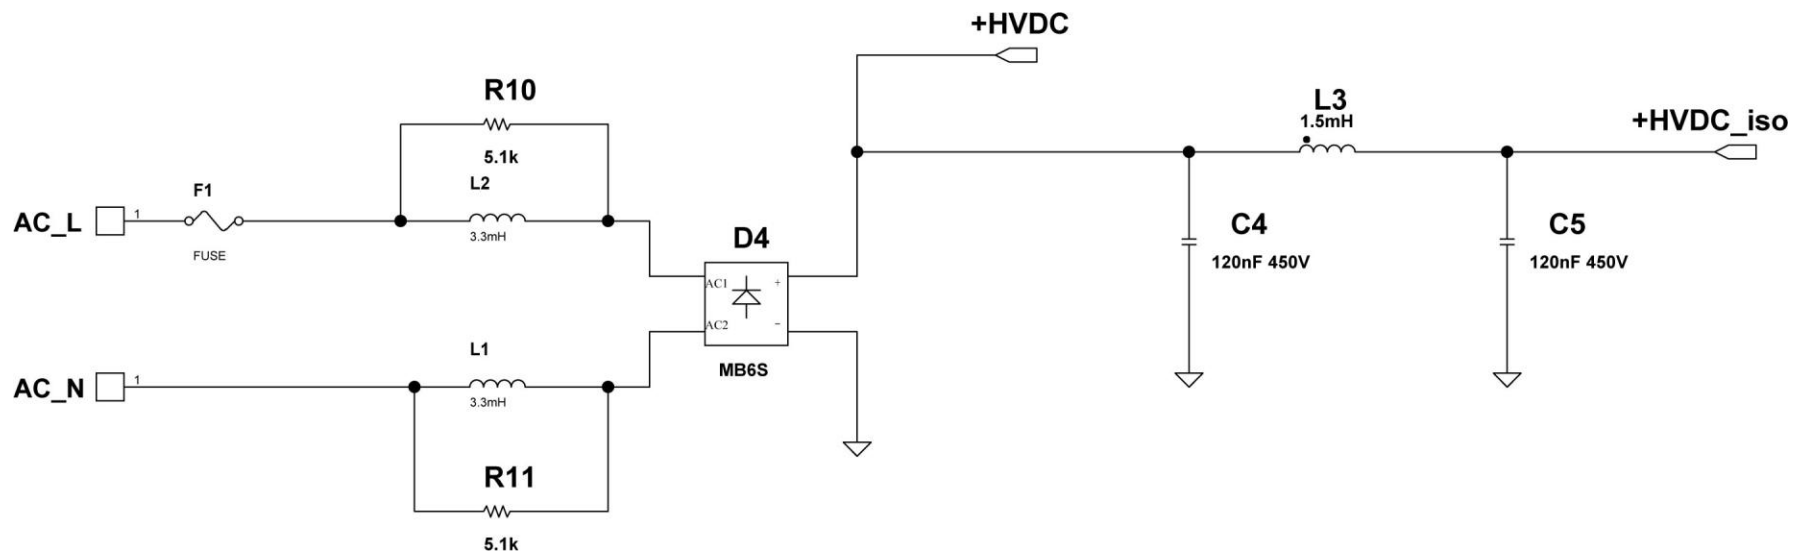 +HVDC
R10
5.1k
L3
1.5mH
+HVDC_iso
F1
L2
AC_L
1
3.3mH
FUSE
D4
C4
C5
120nF 450V
120nF 450V
AC1
+
AC2
−
MB6S
L1
AC_N
1
3.3mH
R11
5.1k